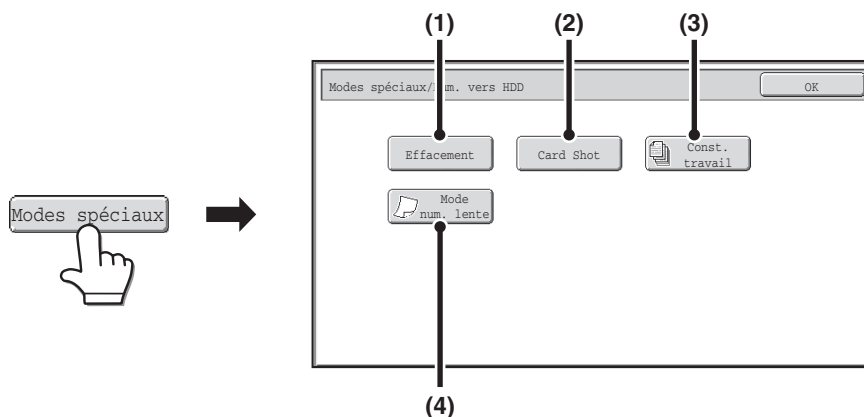 (1) (2) (3)
Modes spéciaux/Num. vers HDD OK
Effacement Card Shot Const.
travail
Modes spéciaux
Mode
num. lente
(4)